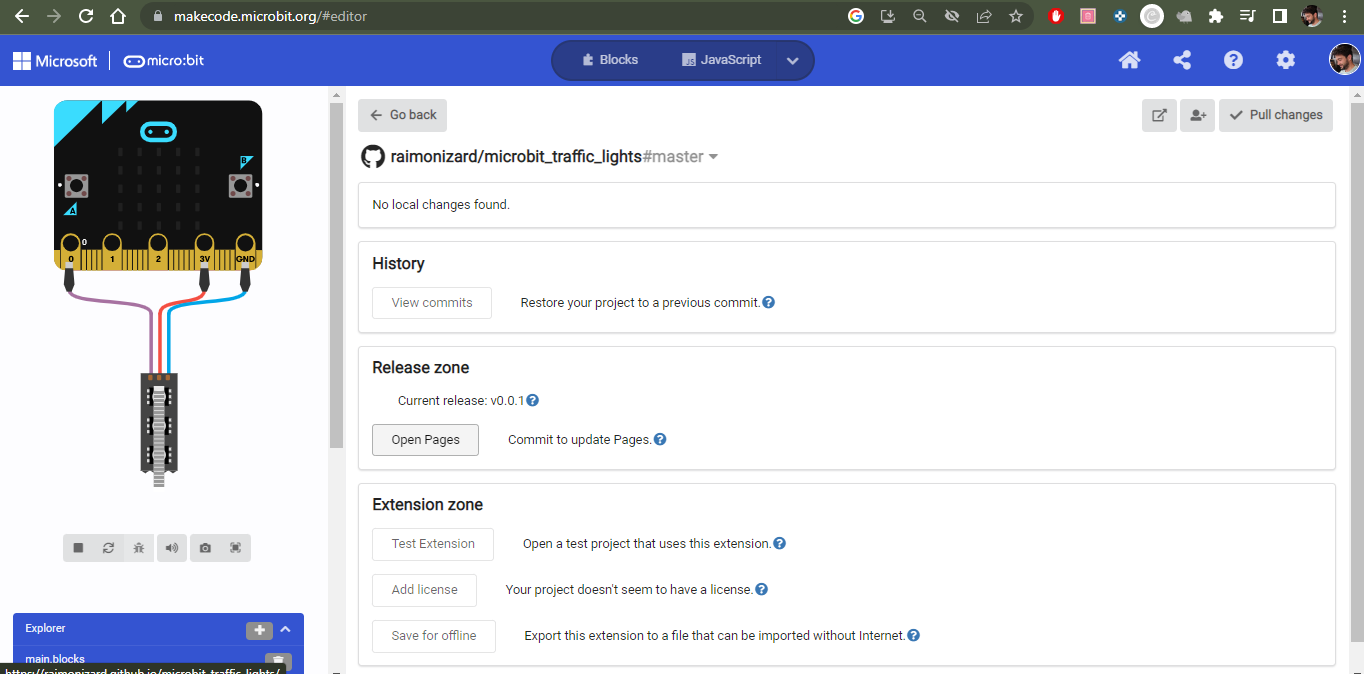 makecode.microbit.org/#editor
Microsoft
micro:bit
Blocks
JS
JavaScript
Go back
Pull changes
raimonizard/microbit_traffic_lights#master
No local changes found.
History
View commits
Restore your project to a previous commit.
Release zone
Current release: v0.0.1
Open Pages
Commit to update Pages.
Extension zone
Test Extension
Open a test project that uses this extension.
Add license
Your project doesn't seem to have a license.
Save for offline
Export this extension to a file that can be imported without Internet.
B
A
0
0 1 2 3V GND
Explorer
main.blocks
https://raimonizard.github.io/microbit_traffic_lights/